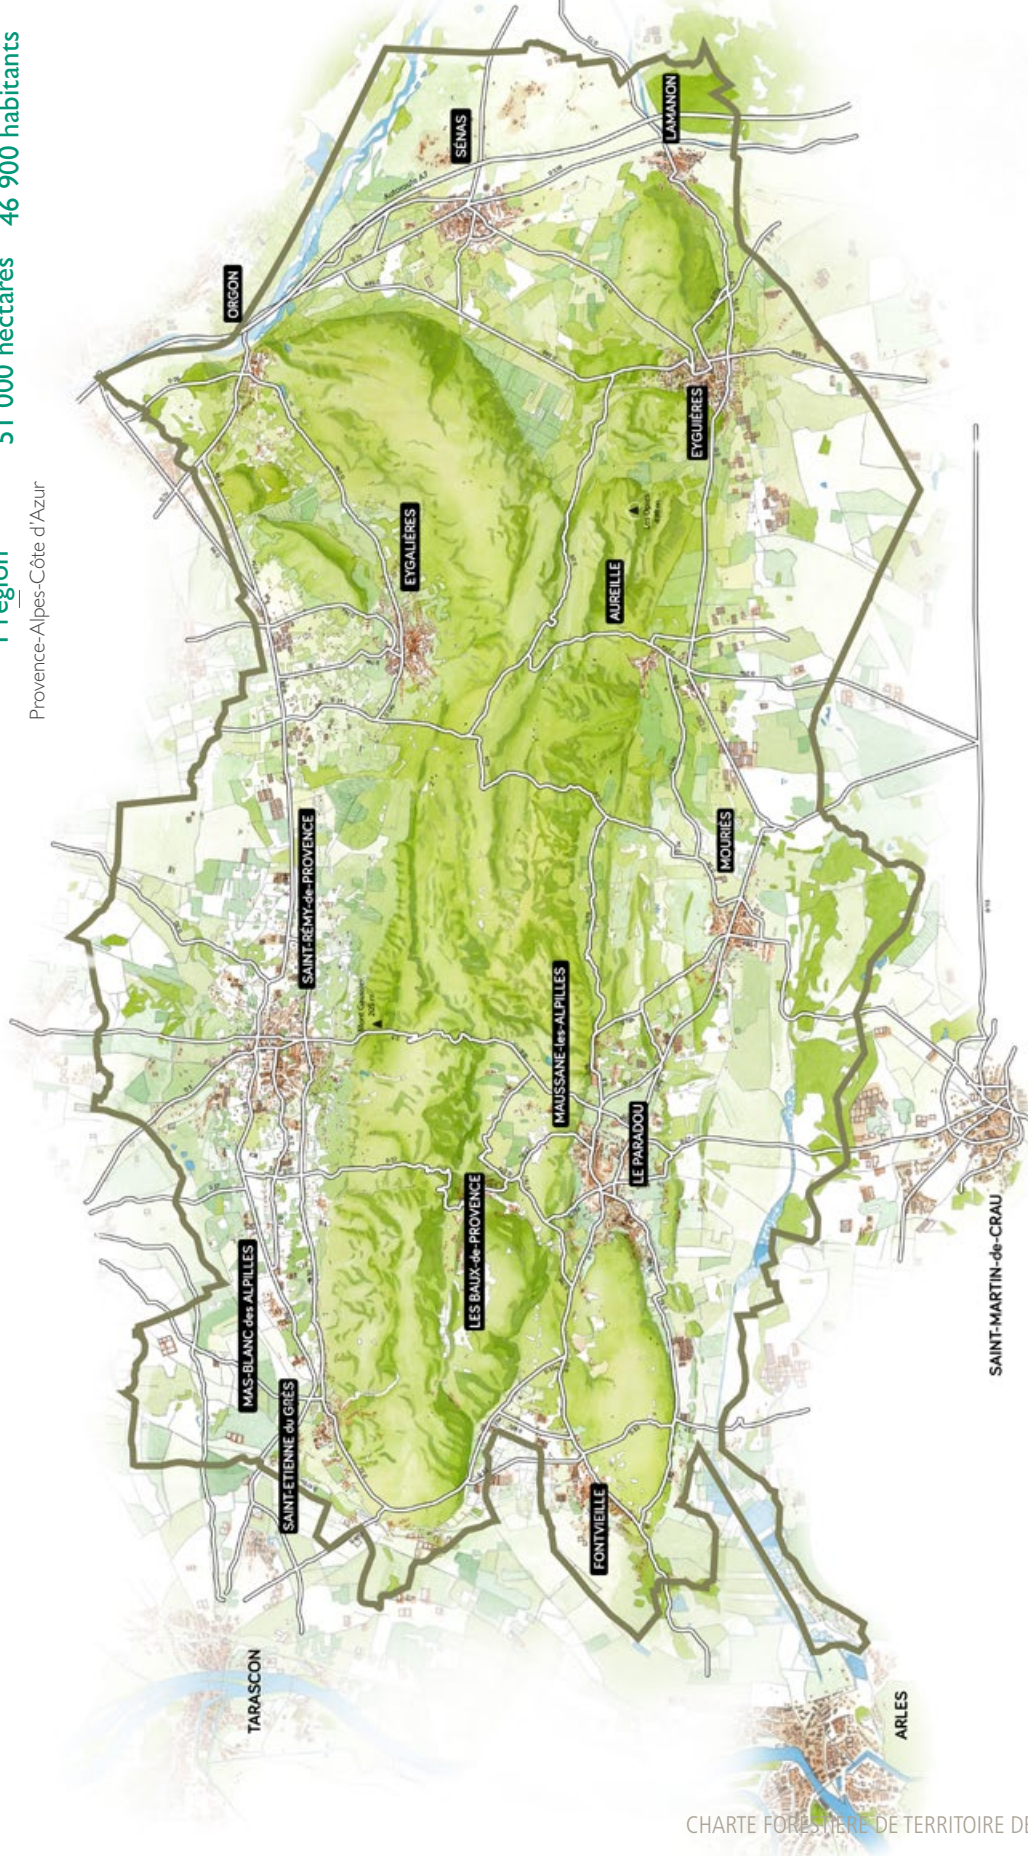 51 000 hectares
46 900 habitants
1 région
Provence-Alpes-Côte d'Azur
ORGON
SÉNAS
LAMANON
Autoroute A7
EYGALIÈRES
EYGUIÈRES
AUREILLE
SAINT-RÉMY-de-PROVENCE
MOURIÈS
MAUSSANE-les-ALPILLES
LE PARADOU
LES BAUX-de-PROVENCE
MAS-BLANC des ALPILLES
SAINT-ETIENNE du GRÈS
FONTVIEILLE
SAINT-MARTIN-de-CRAU
TARASCON
ARLES
CHARTE FORESTIÈRE DE TERRITOIRE DE